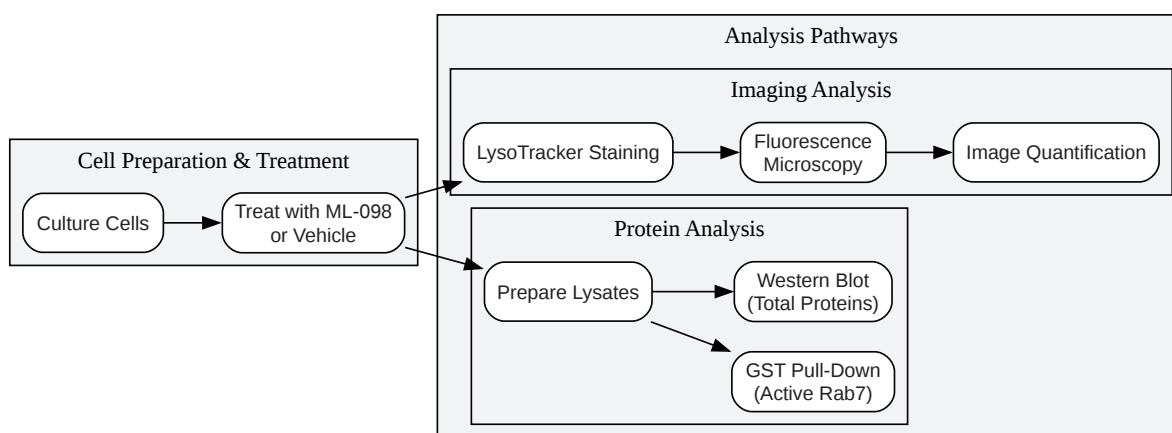 Analysis Pathways
Imaging Analysis
Cell Preparation & Treatment
Culture Cells
Treat with ML-098
or Vehicle
LysoTracker Staining
Fluorescence
Microscopy
Image Quantification
Protein Analysis
Prepare Lysates
Western Blot
(Total Proteins)
GST Pull-Down
(Active Rab7)